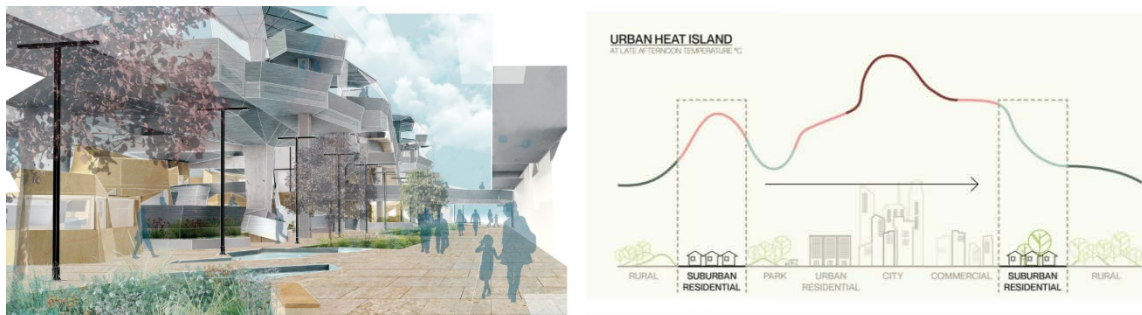 URBAN HEAT ISLAND
AT LATE AFTERNOON TEMPERATURE °C
RURAL
SUBURBAN
RESIDENTIAL
PARK
URBAN
RESIDENTIAL
CITY
COMMERCIAL
SUBURBAN
RESIDENTIAL
RURAL